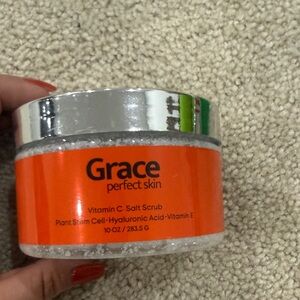 Grace
perfect skin
Vitamin C Salt Scrub
Plant Stem Cell-Hyaluronic Acid-Vitamin E
10 OZ / 283.5 G